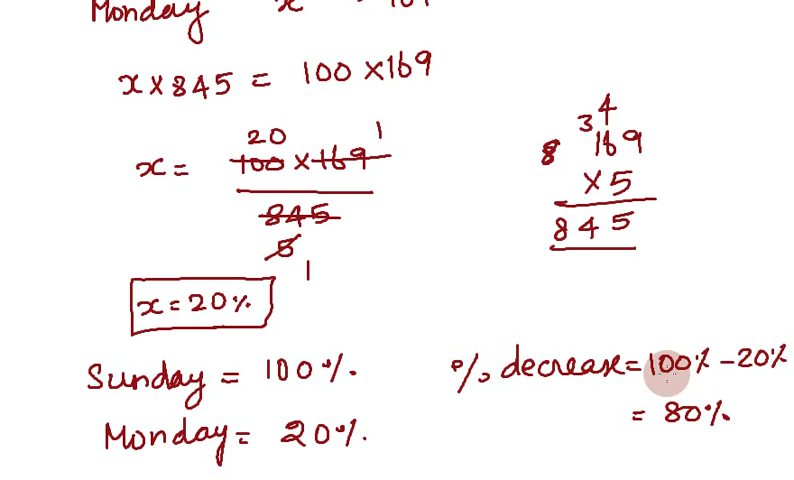 Monday x 169
x × 845 = 100 × 169
20 1
x = 100 × 169
845
5
1
x = 20%
3 4
8 169
× 5
845
Sunday = 100%.
Monday = 20%.
% decrease = 100% - 20%
= 80%.